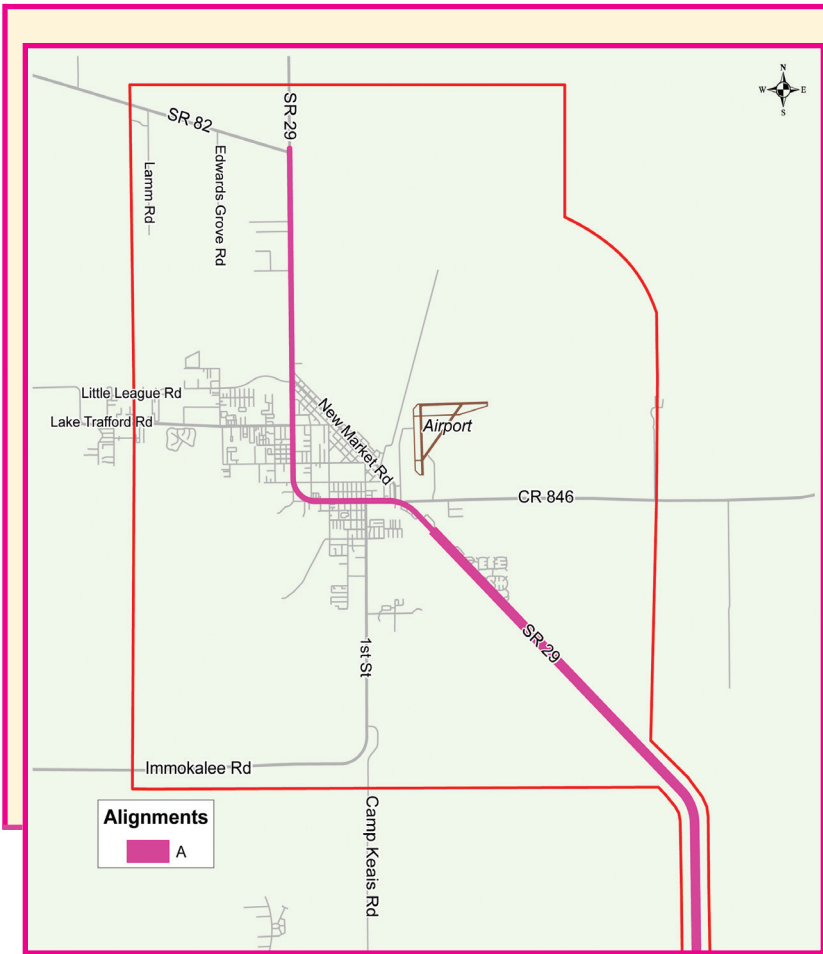 N
W E
S
SR 82
SR 29
Lamm Rd
Edwards Grove Rd
Little League Rd
Lake Trafford Rd
New Market Rd
Airport
CR 846
SR 29
1st St
Immokalee Rd
Camp Keais Rd
Alignments
A